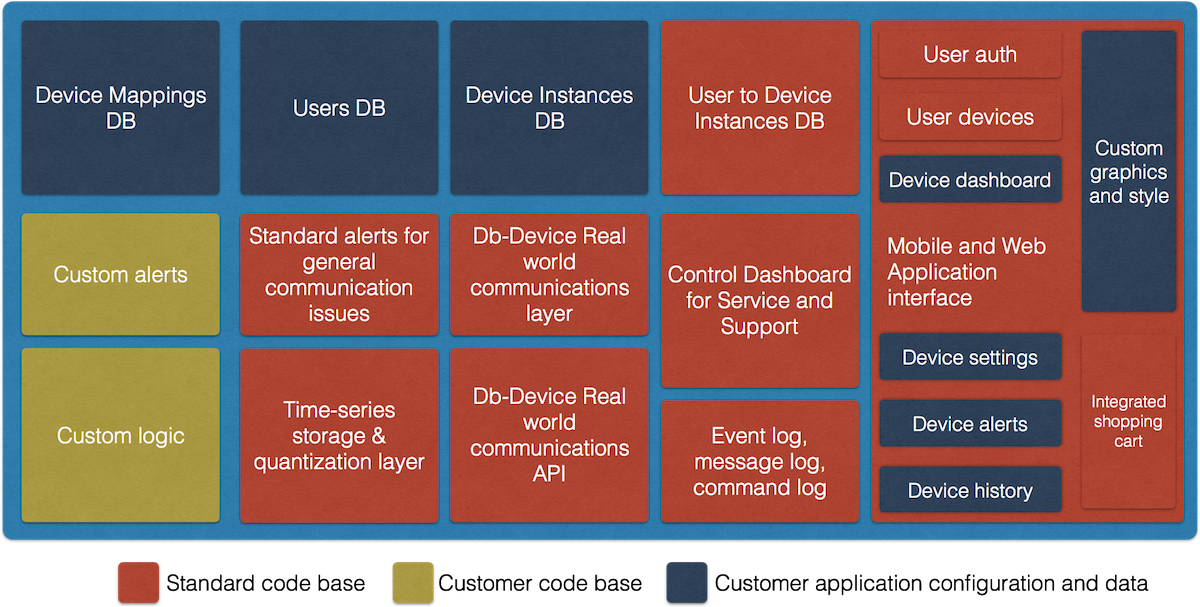 Device Mappings
DB
Users DB
Device Instances
DB
User to Device
Instances DB
User auth
User devices
Device dashboard
Custom
graphics
and style
Custom alerts
Standard alerts for
general
communication
issues
Db-Device Real
world
communications
layer
Control Dashboard
for Service and
Support
Mobile and Web
Application
interface
Custom logic
Time-series
storage &
quantization layer
Db-Device Real
world
communications
API
Event log,
message log,
command log
Device settings
Device alerts
Device history
Integrated
shopping
cart
Standard code base
Customer code base
Customer application configuration and data